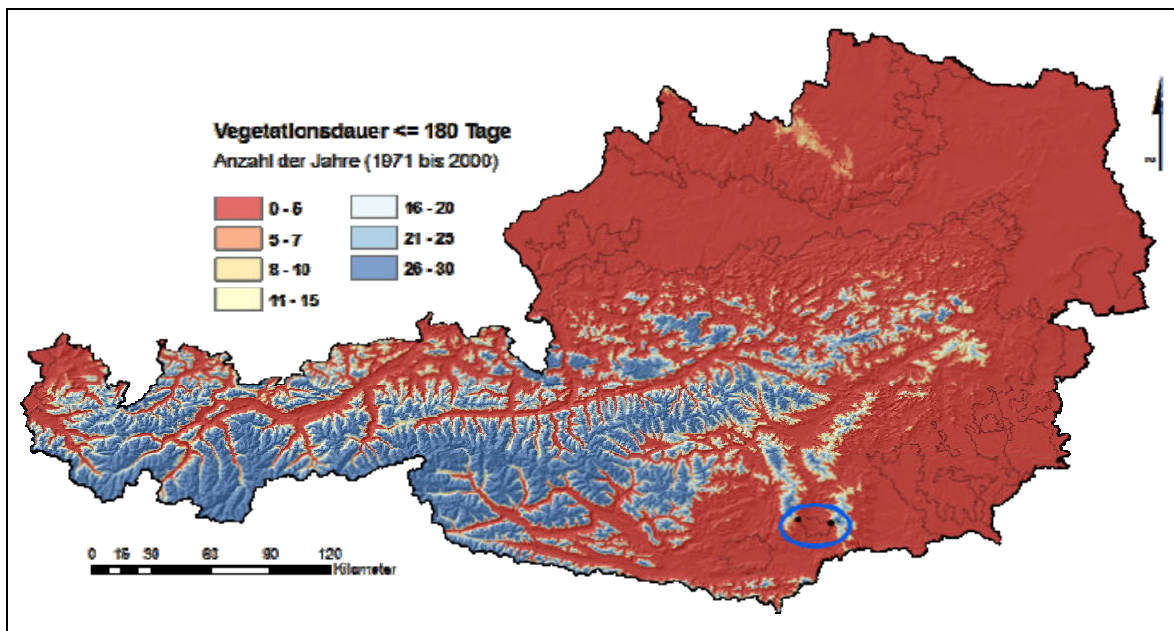 Vegetationsdauer <= 180 Tage
Anzahl der Jahre (1971 bis 2000)
0 - 5 16 - 20
5 - 7 21 - 25
8 - 10 26 - 30
11 - 15
0 15 30 60 90 120
Kilometer